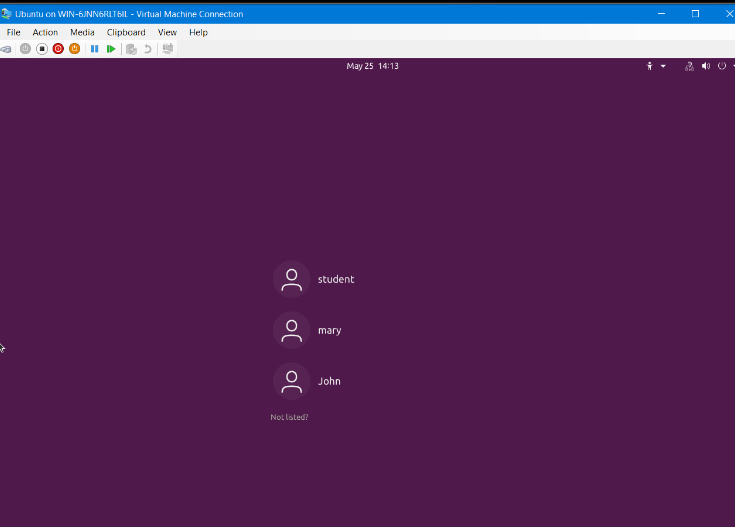 Ubuntu on WIN-6JNN6RLT6IL - Virtual Machine Connection
File Action Media Clipboard View Help
May 25 14:13
student
mary
John
Not listed?